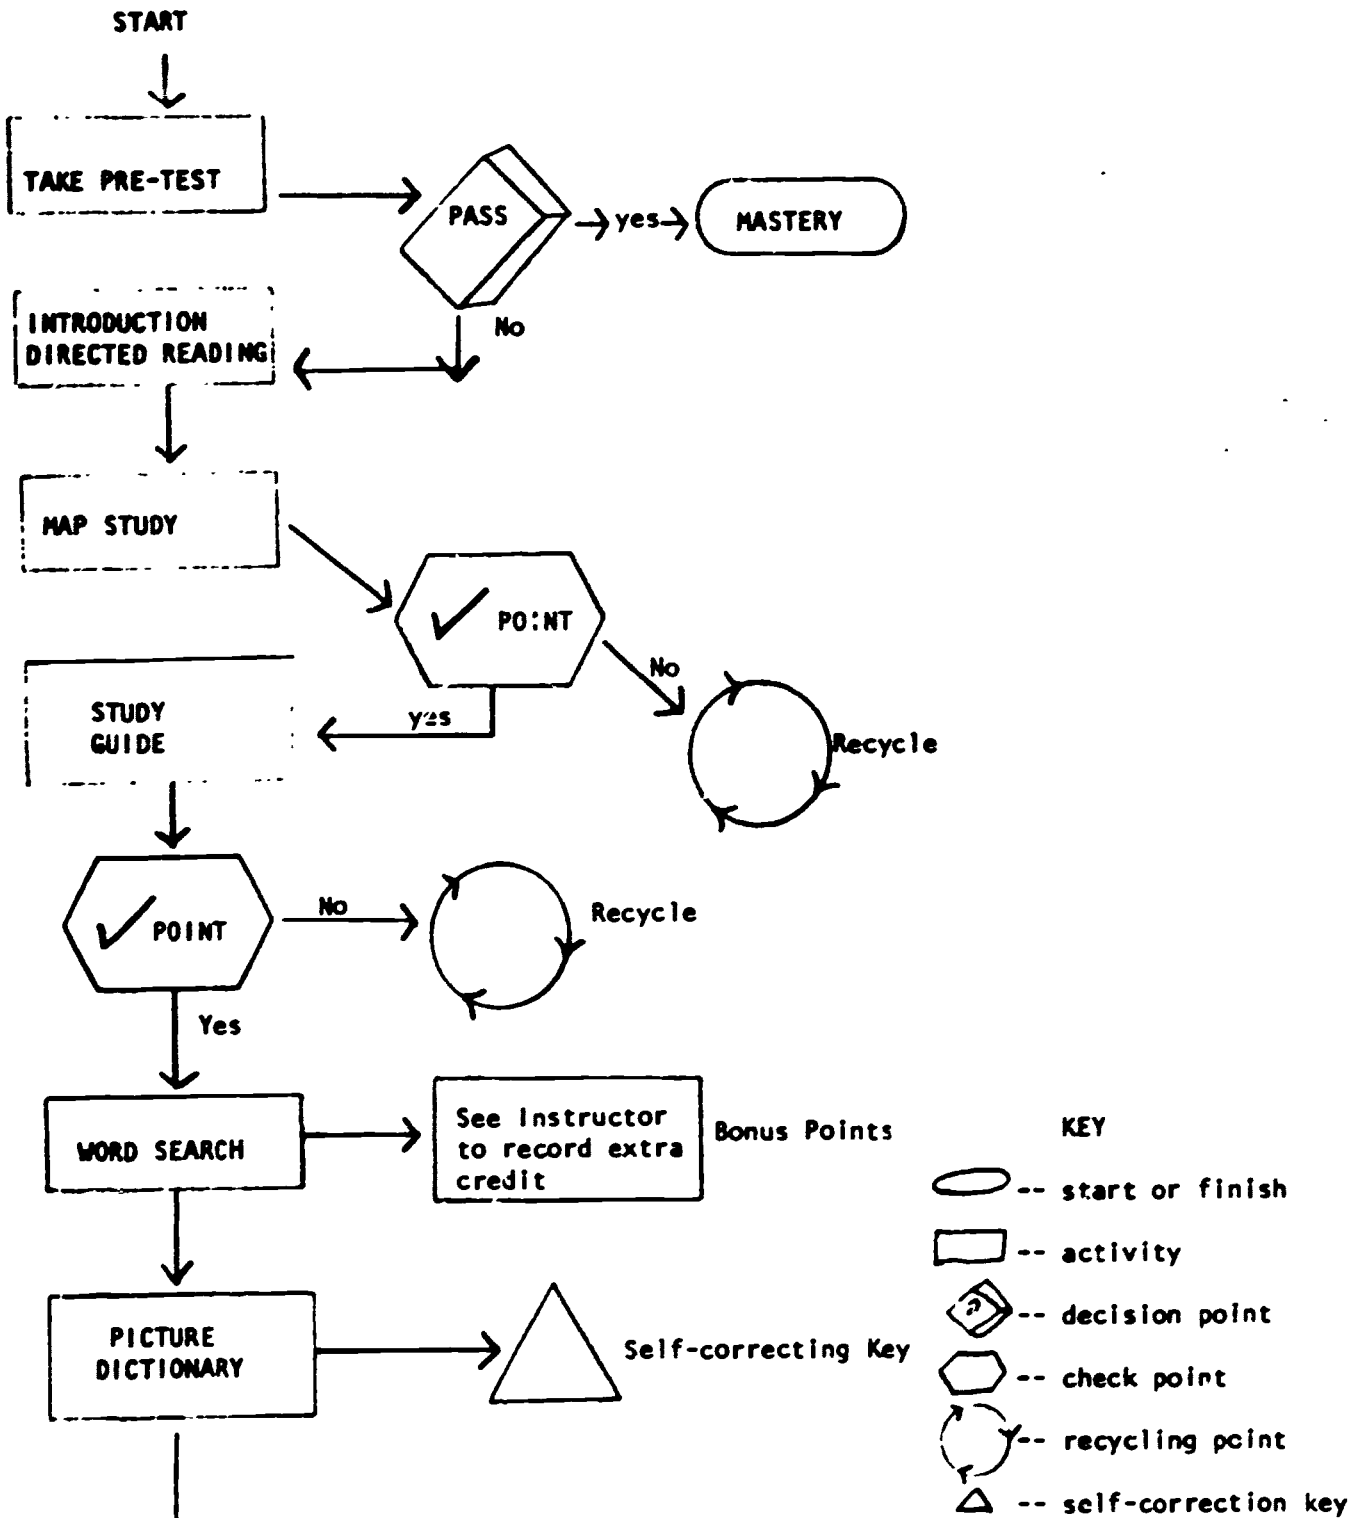 START
TAKE PRE-TEST
PASS
yes
MASTERY
No
INTRODUCTION
DIRECTED READING
MAP STUDY
✓ POINT
No
yes
Recycle
STUDY
GUIDE
✓ POINT
No
Recycle
Yes
WORD SEARCH
See Instructor
to record extra
credit
Bonus Points
PICTURE
DICTIONARY
Self-correcting Key
KEY
-- start or finish
-- activity
? -- decision point
-- check point
-- recycling point
-- self-correction key